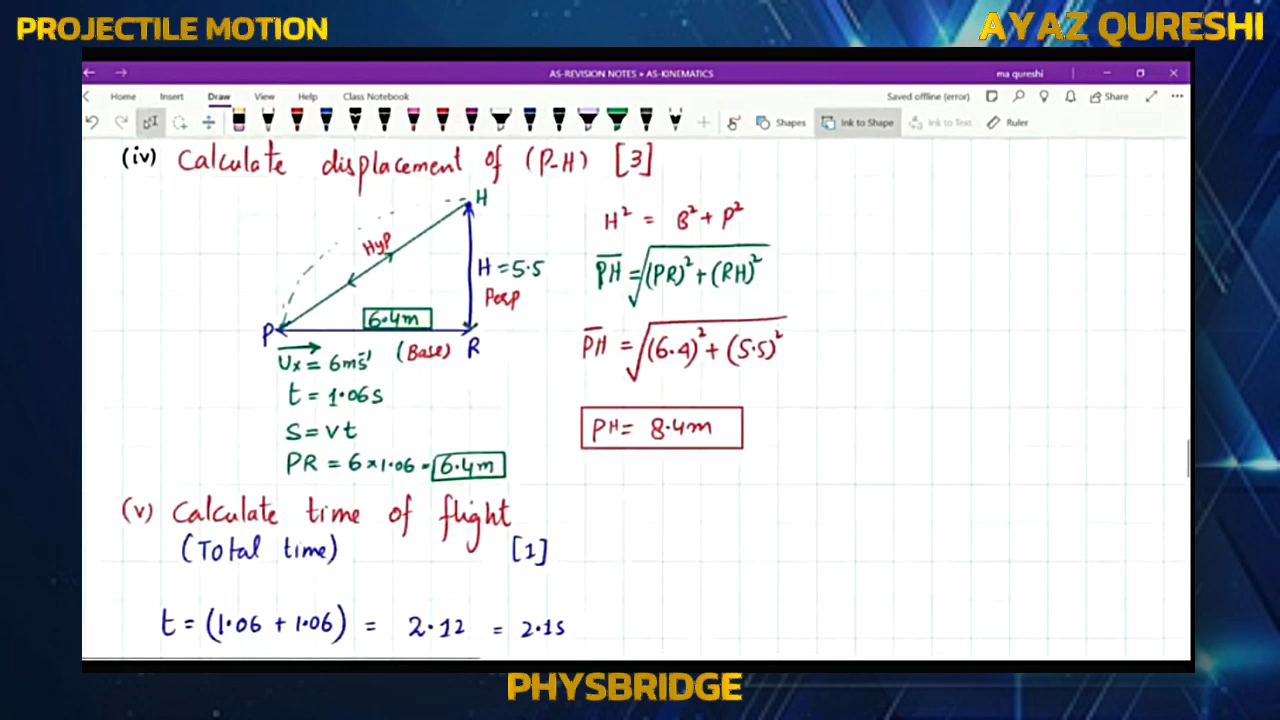 PROJECTILE MOTION
AYAZ QURESHI
AS-REVISION NOTES • AS-KINEMATICS
ma qureshi
Home Insert Draw View Help Class Notebook
Saved offline (error)
Share
Shapes
Ink to Shape
Ink to Text
Ruler
(iv) Calculate displacement of (P-H) [3]
H
Hyp
H = 5.5
Perp
6.4m
P
(Base) R
Ux = 6ms⁻¹
t = 1.06s
S = vt
PR = 6 × 1.06 = 6.4m
H² = B² + P²
PH = √(PR)² + (RH)²
PH = √(6.4)² + (5.5)²
PH = 8.4m
(v) Calculate time of flight
(Total time) [1]
t = (1.06 + 1.06) = 2.12 = 2.1s
PHYSBRIDGE